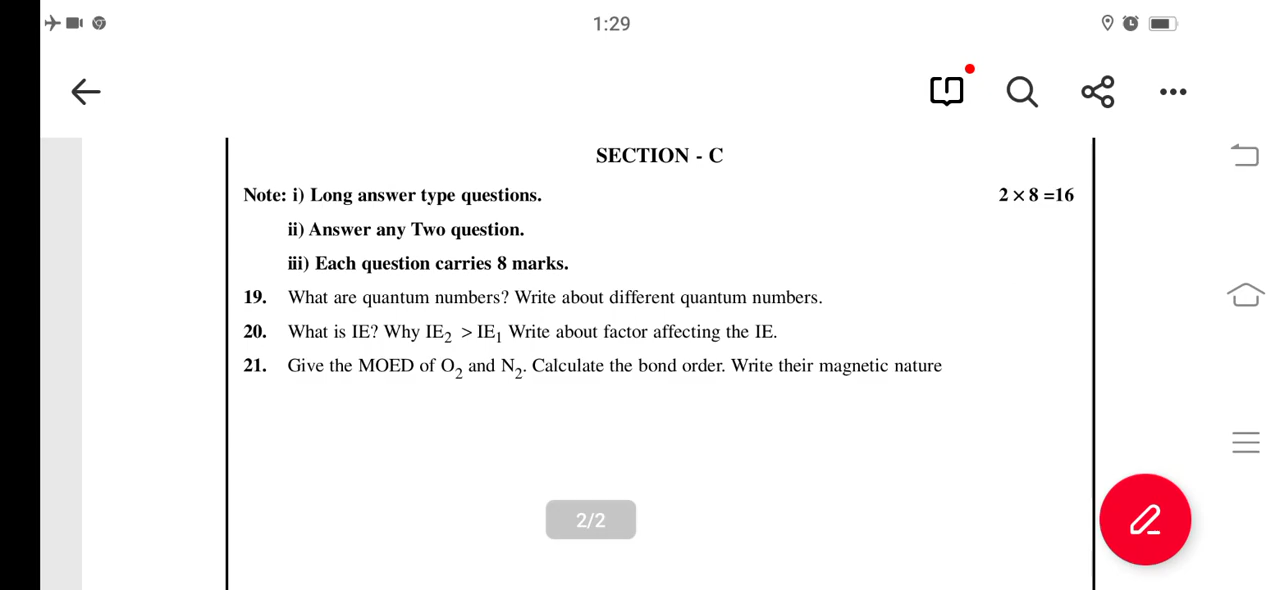 1:29
SECTION - C
Note: i) Long answer type questions. 2 × 8 =16
ii) Answer any Two question.
iii) Each question carries 8 marks.
19. What are quantum numbers? Write about different quantum numbers.
20. What is IE? Why IE₂ > IE₁ Write about factor affecting the IE.
21. Give the MOED of O₂ and N₂. Calculate the bond order. Write their magnetic nature
2/2